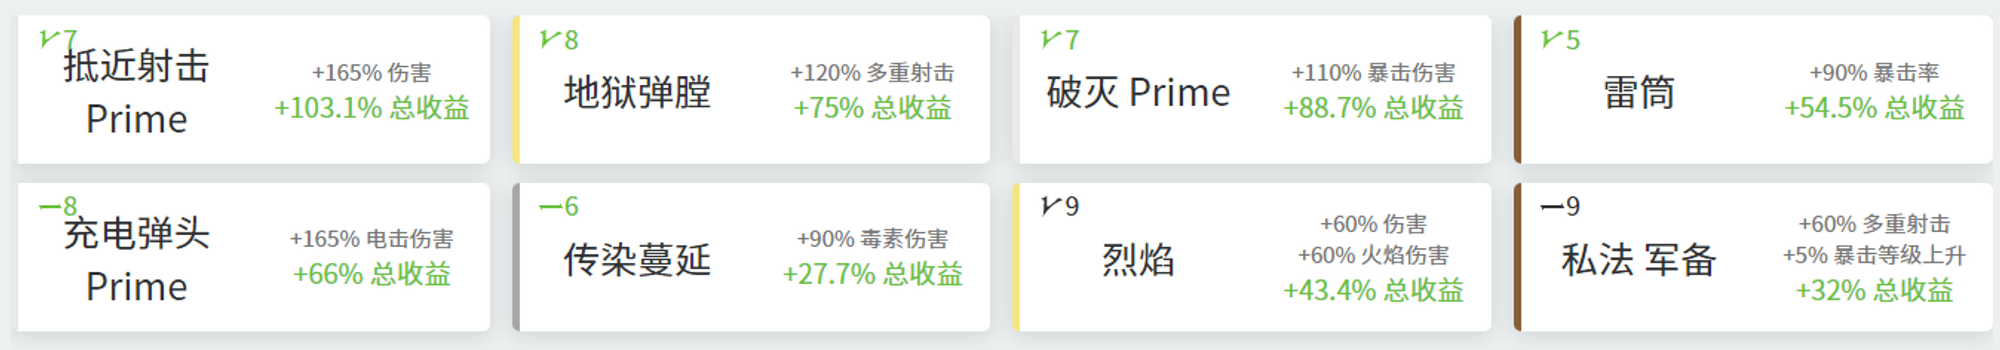 7
抵近射击
Prime
+165% 伤害
+103.1% 总收益
8
地狱弹膛
+120% 多重射击
+75% 总收益
7
破灭 Prime
+110% 暴击伤害
+88.7% 总收益
5
雷筒
+90% 暴击率
+54.5% 总收益
8
充电弹头
Prime
+165% 电击伤害
+66% 总收益
6
传染蔓延
+90% 毒素伤害
+27.7% 总收益
9
烈焰
+60% 伤害
+60% 火焰伤害
+43.4% 总收益
9
私法 军备
+60% 多重射击
+5% 暴击等级上升
+32% 总收益